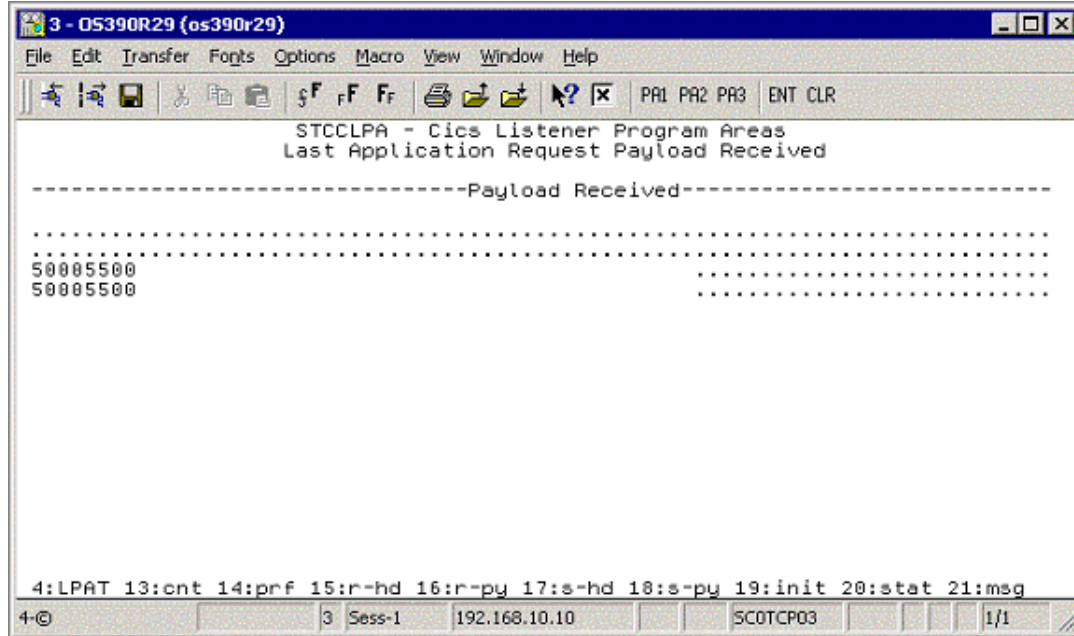 3 - OS390R29 (os390r29)
File Edit Transfer Fonts Options Macro View Window Help
PA1 PA2 PA3 ENT CLR
STCCLPA - Cics Listener Program Areas
Last Application Request Payload Received
---------------------------------Payload Received----------------------------
.............................................................................
.............................................................................
50005500 ...........................
50005500 ...........................
4:LPAT 13:cnt 14:prf 15:r-hd 16:r-py 17:s-hd 18:s-py 19:init 20:stat 21:msg
4-© 3 Sess-1 192.168.10.10 SC0TCP03 1/1